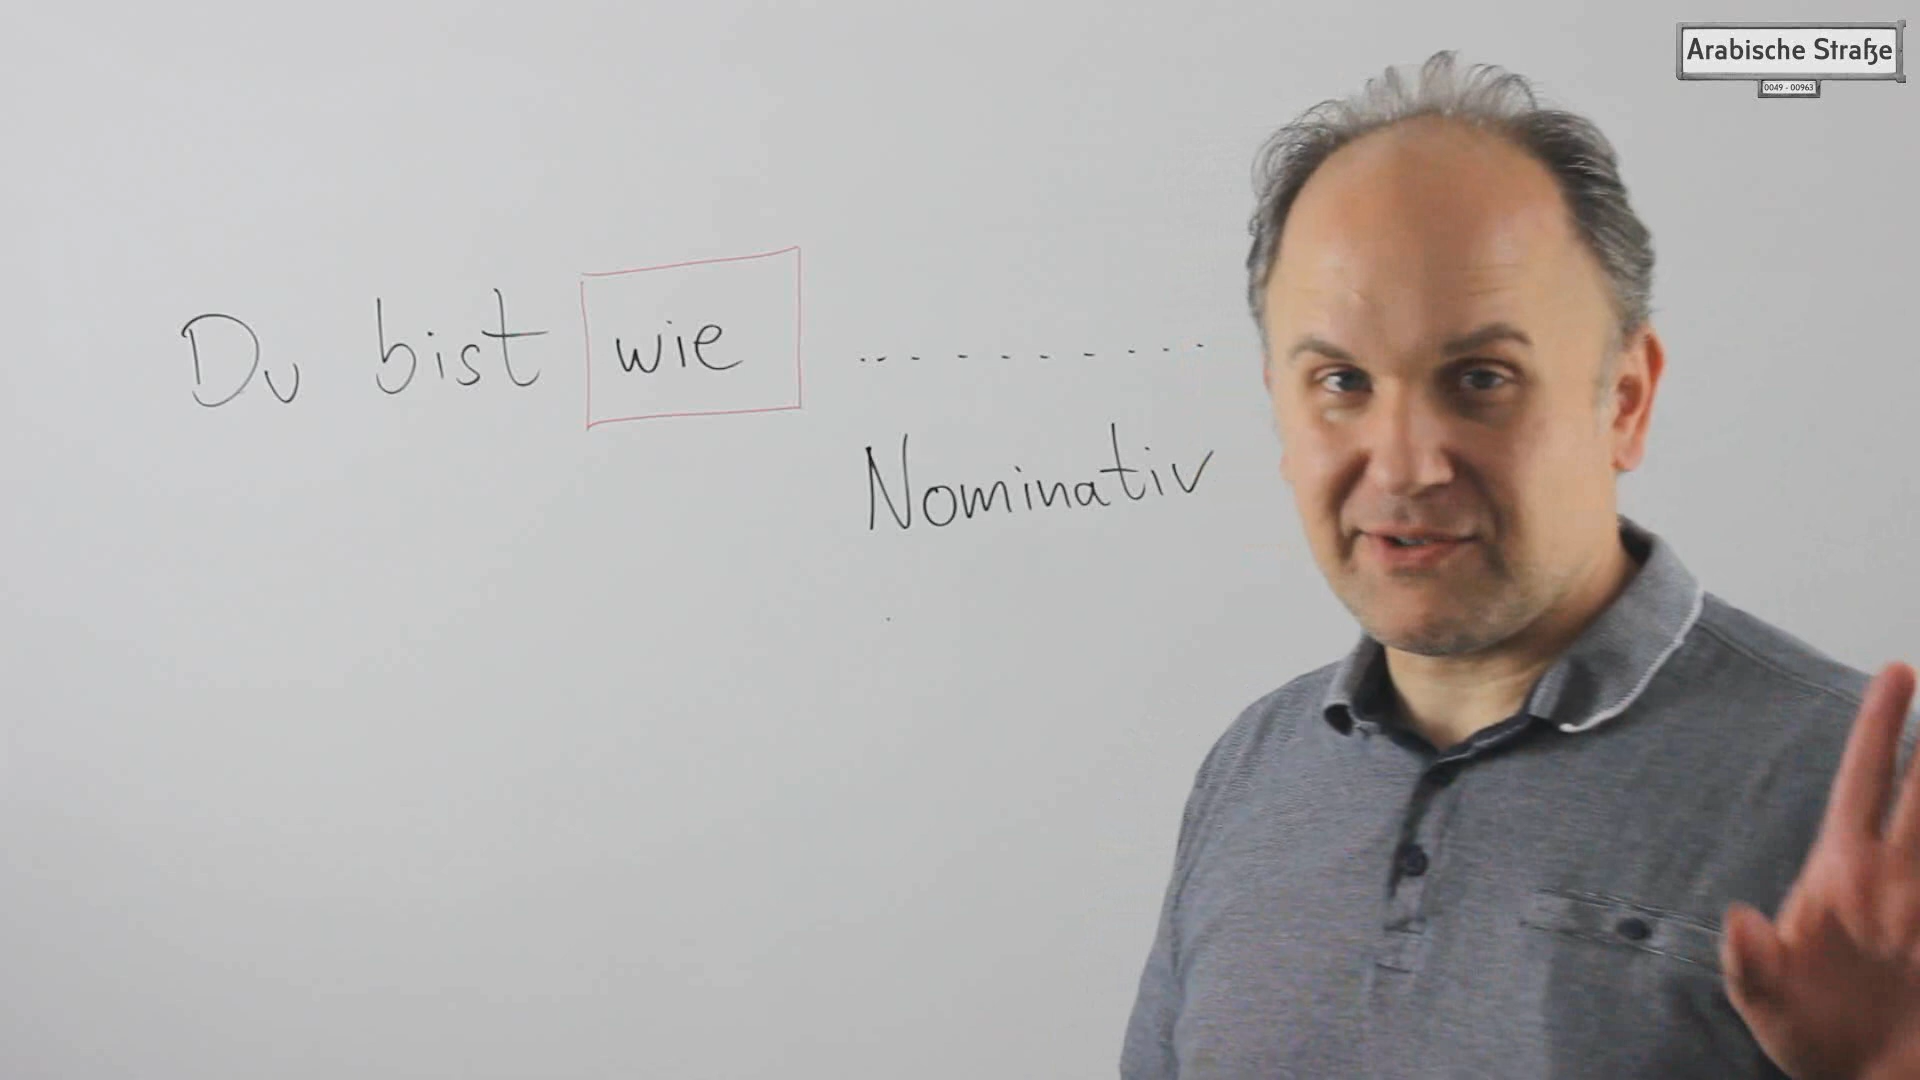 Arabische Straße
0049 - 00963
Du bist wie ..........
Nominativ